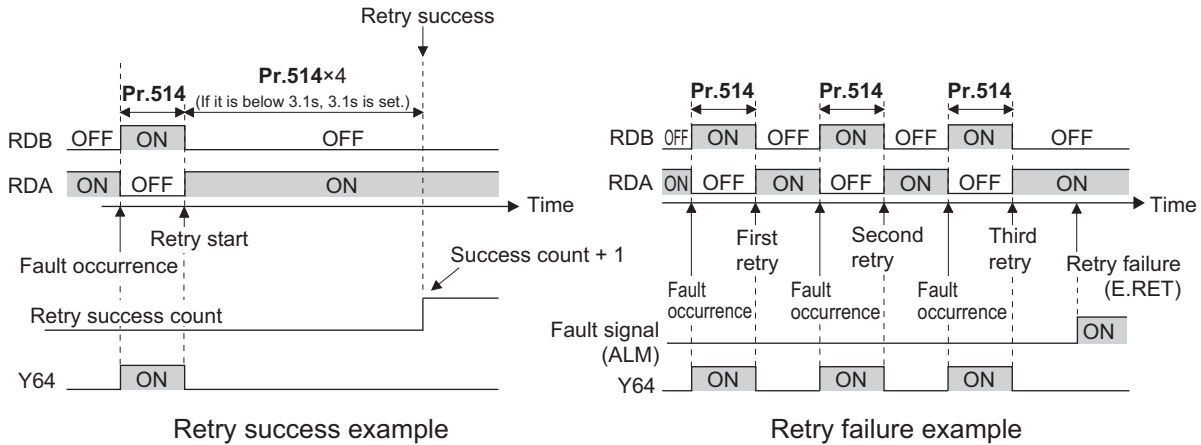 Retry success
Pr.514
Pr.514×4
(If it is below 3.1s, 3.1s is set.)
RDB OFF ON OFF
RDA ON OFF ON
Time
Retry start
Fault occurrence
Success count + 1
Retry success count
Y64 ON
Retry success example
Pr.514 Pr.514 Pr.514
RDB OFF ON OFF ON OFF ON OFF
RDA ON OFF ON OFF ON OFF ON
Time
First
retry
Second
retry
Third
retry
Retry failure
(E.RET)
Fault
occurrence
Fault
occurrence
Fault
occurrence
Fault signal
(ALM)
ON
Y64 ON ON ON
Retry failure example